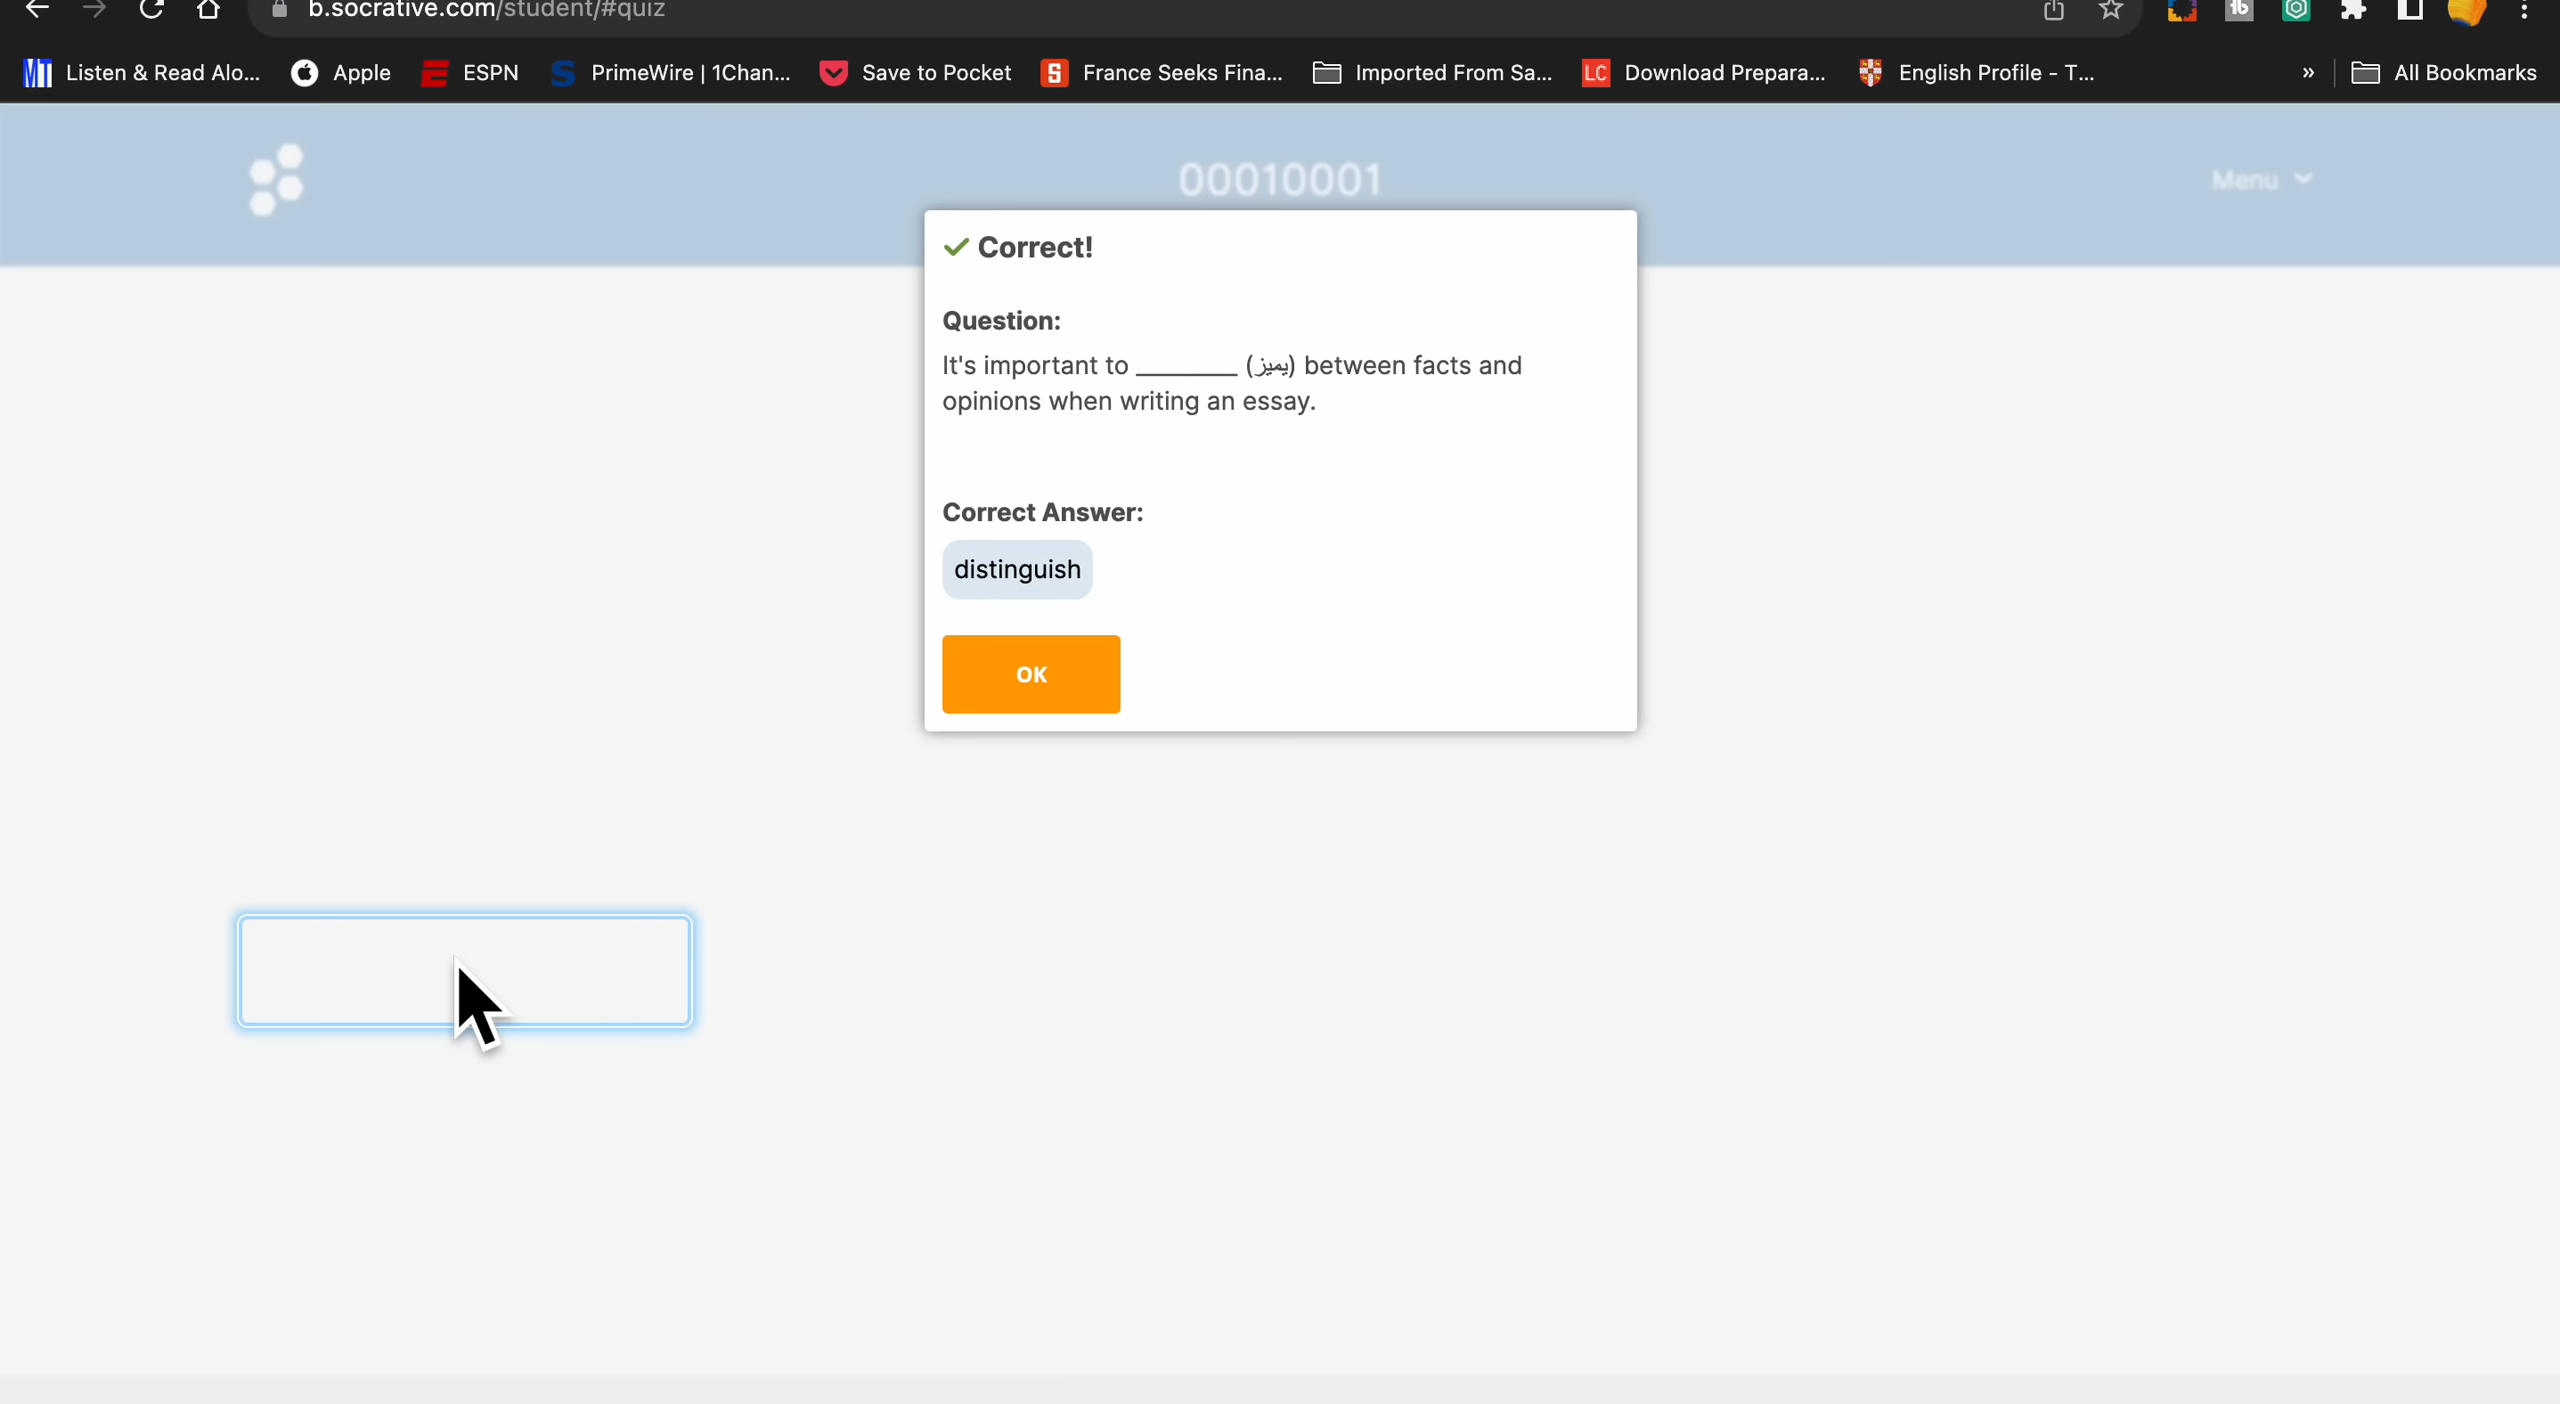 b.socrative.com/student/#quiz
Listen & Read Alo... Apple ESPN PrimeWire | 1Chan... Save to Pocket France Seeks Fina... Imported From Sa... Download Prepara... English Profile - T... » All Bookmarks
00010001 Menu
Correct!
Question:
It's important to ________ (يميز) between facts and
opinions when writing an essay.
Correct Answer:
distinguish
OK